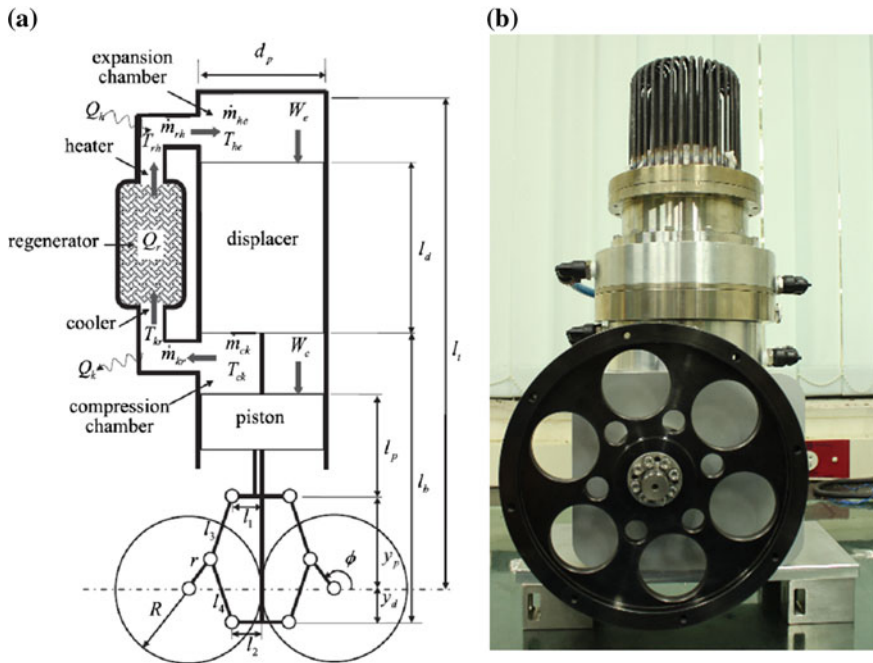 (a)
(b)
expansion
chamber
d_p
Q_h
ṁ_rh
ṁ_he
T_rh
T_he
W_e
heater
regenerator
Q_r
displacer
l_d
cooler
T_kr
l_t
Q_k
ṁ_kr
ṁ_ck
T_ck
W_c
compression
chamber
piston
l_p
l_b
l_1
l_3
r
ϕ
y_p
R
l_4
y_d
l_2